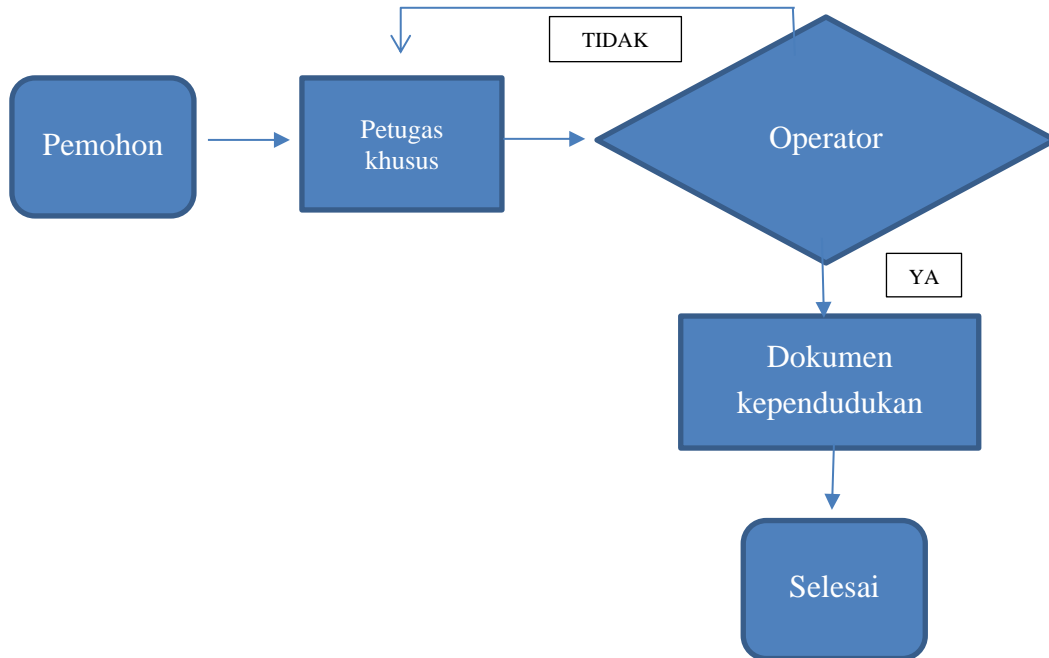 TIDAK
Pemohon
Petugas
khusus
Operator
YA
Dokumen
kependudukan
Selesai